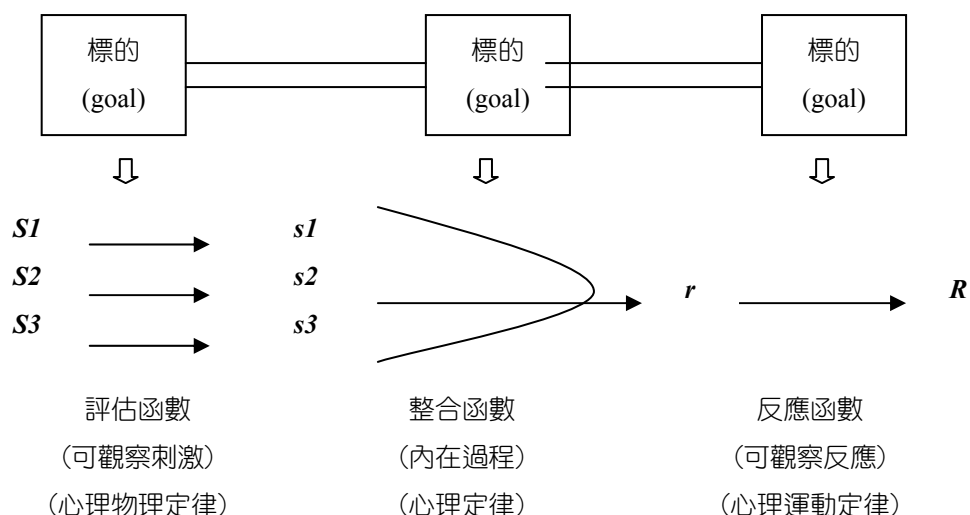 標的 標的 標的
(goal) (goal) (goal)
S1 s1
S2 s2 r R
S3 s3
評估函數 整合函數 反應函數
(可觀察刺激) (內在過程) (可觀察反應)
(心理物理定律) (心理定律) (心理運動定律)